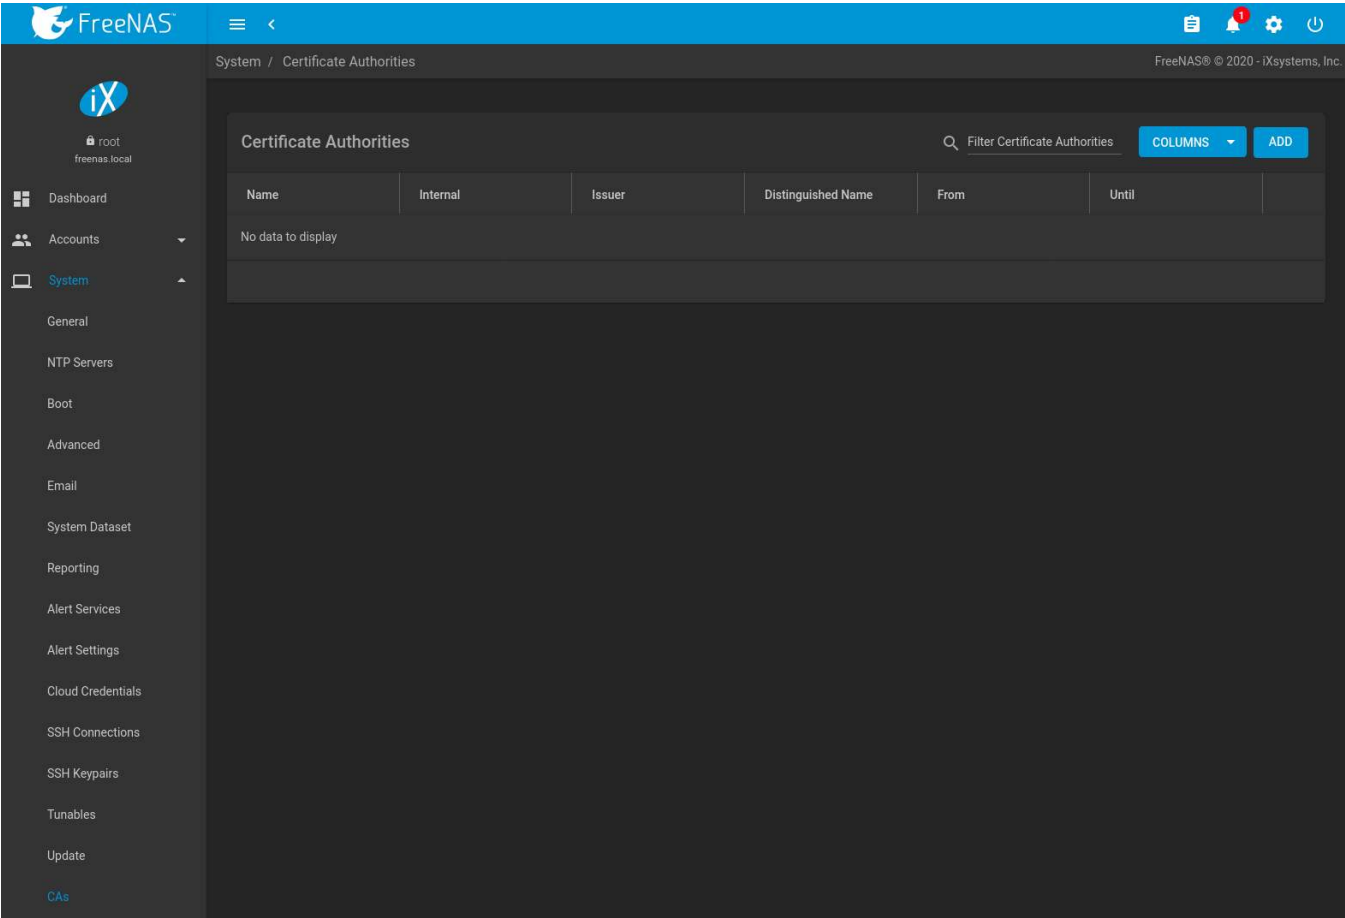 FreeNAS®
1
System / Certificate Authorities
FreeNAS® © 2020 - iXsystems, Inc.
iX
root
freenas.local
Dashboard
Accounts
System
General
NTP Servers
Boot
Advanced
Email
System Dataset
Reporting
Alert Services
Alert Settings
Cloud Credentials
SSH Connections
SSH Keypairs
Tunables
Update
CAs
Certificate Authorities
Filter Certificate Authorities
COLUMNS
ADD
Name Internal Issuer Distinguished Name From Until
No data to display